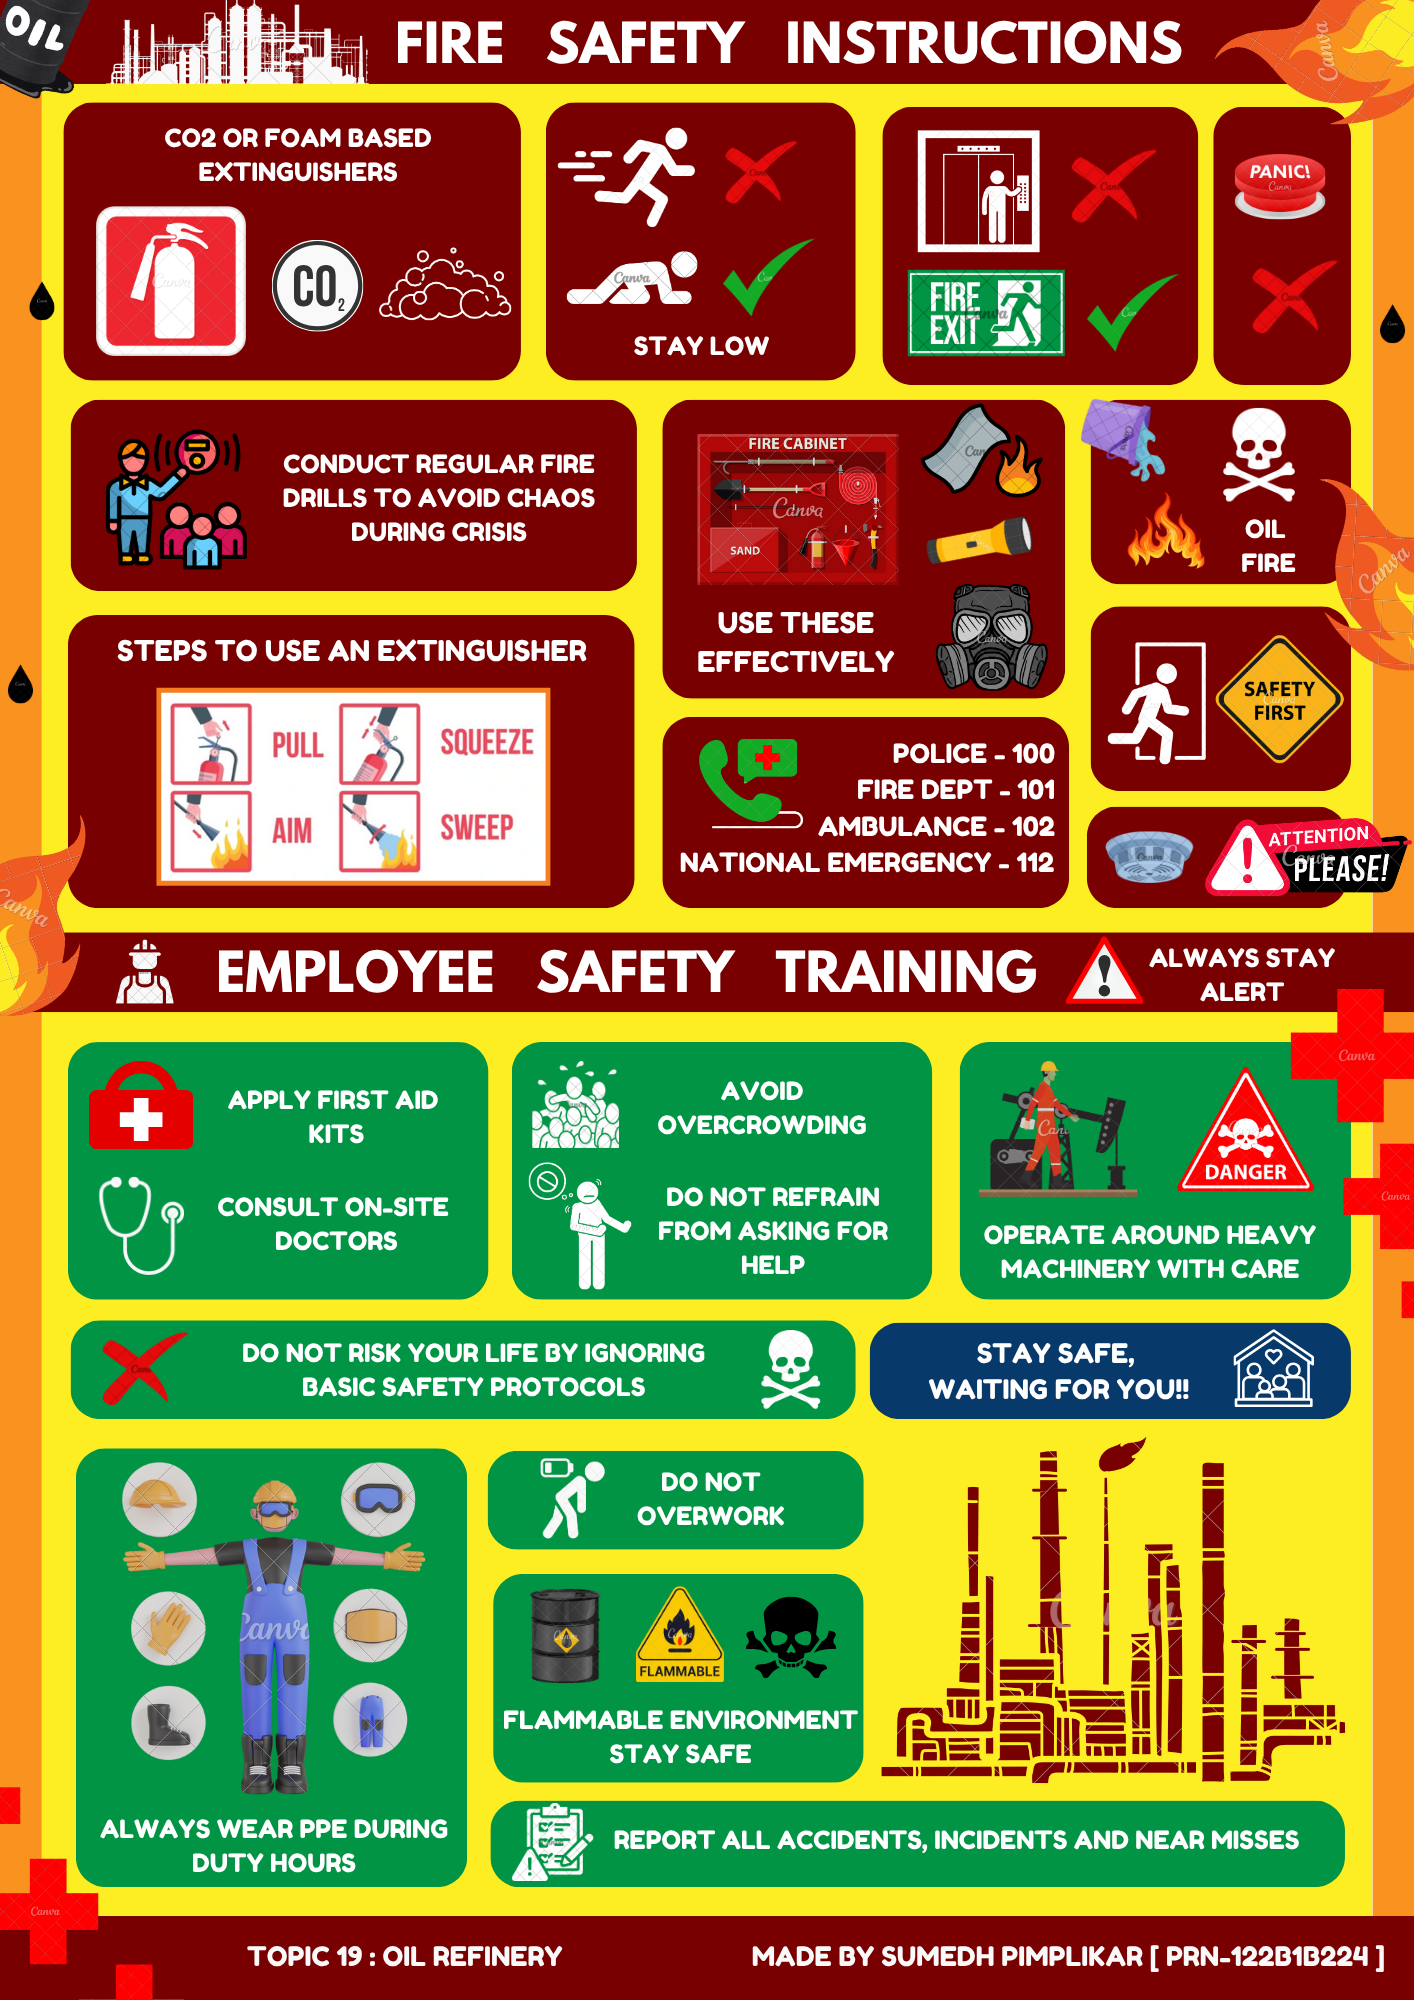 OIL
FIRE SAFETY INSTRUCTIONS
CO2 OR FOAM BASED
EXTINGUISHERS
CO2
STAY LOW
FIRE
EXIT
PANIC!
CONDUCT REGULAR FIRE
DRILLS TO AVOID CHAOS
DURING CRISIS
FIRE CABINET
SAND
USE THESE
EFFECTIVELY
OIL
FIRE
STEPS TO USE AN EXTINGUISHER
PULL
SQUEEZE
AIM
SWEEP
SAFETY
FIRST
POLICE - 100
FIRE DEPT - 101
AMBULANCE - 102
NATIONAL EMERGENCY - 112
ATTENTION
PLEASE!
EMPLOYEE SAFETY TRAINING
ALWAYS STAY
ALERT
APPLY FIRST AID
KITS
CONSULT ON-SITE
DOCTORS
AVOID
OVERCROWDING
DO NOT REFRAIN
FROM ASKING FOR
HELP
DANGER
OPERATE AROUND HEAVY
MACHINERY WITH CARE
DO NOT RISK YOUR LIFE BY IGNORING
BASIC SAFETY PROTOCOLS
STAY SAFE,
WAITING FOR YOU!!
DO NOT
OVERWORK
FLAMMABLE
FLAMMABLE ENVIRONMENT
STAY SAFE
ALWAYS WEAR PPE DURING
DUTY HOURS
REPORT ALL ACCIDENTS, INCIDENTS AND NEAR MISSES
TOPIC 19 : OIL REFINERY
MADE BY SUMEDH PIMPLIKAR [ PRN-122B1B224 ]
Canva